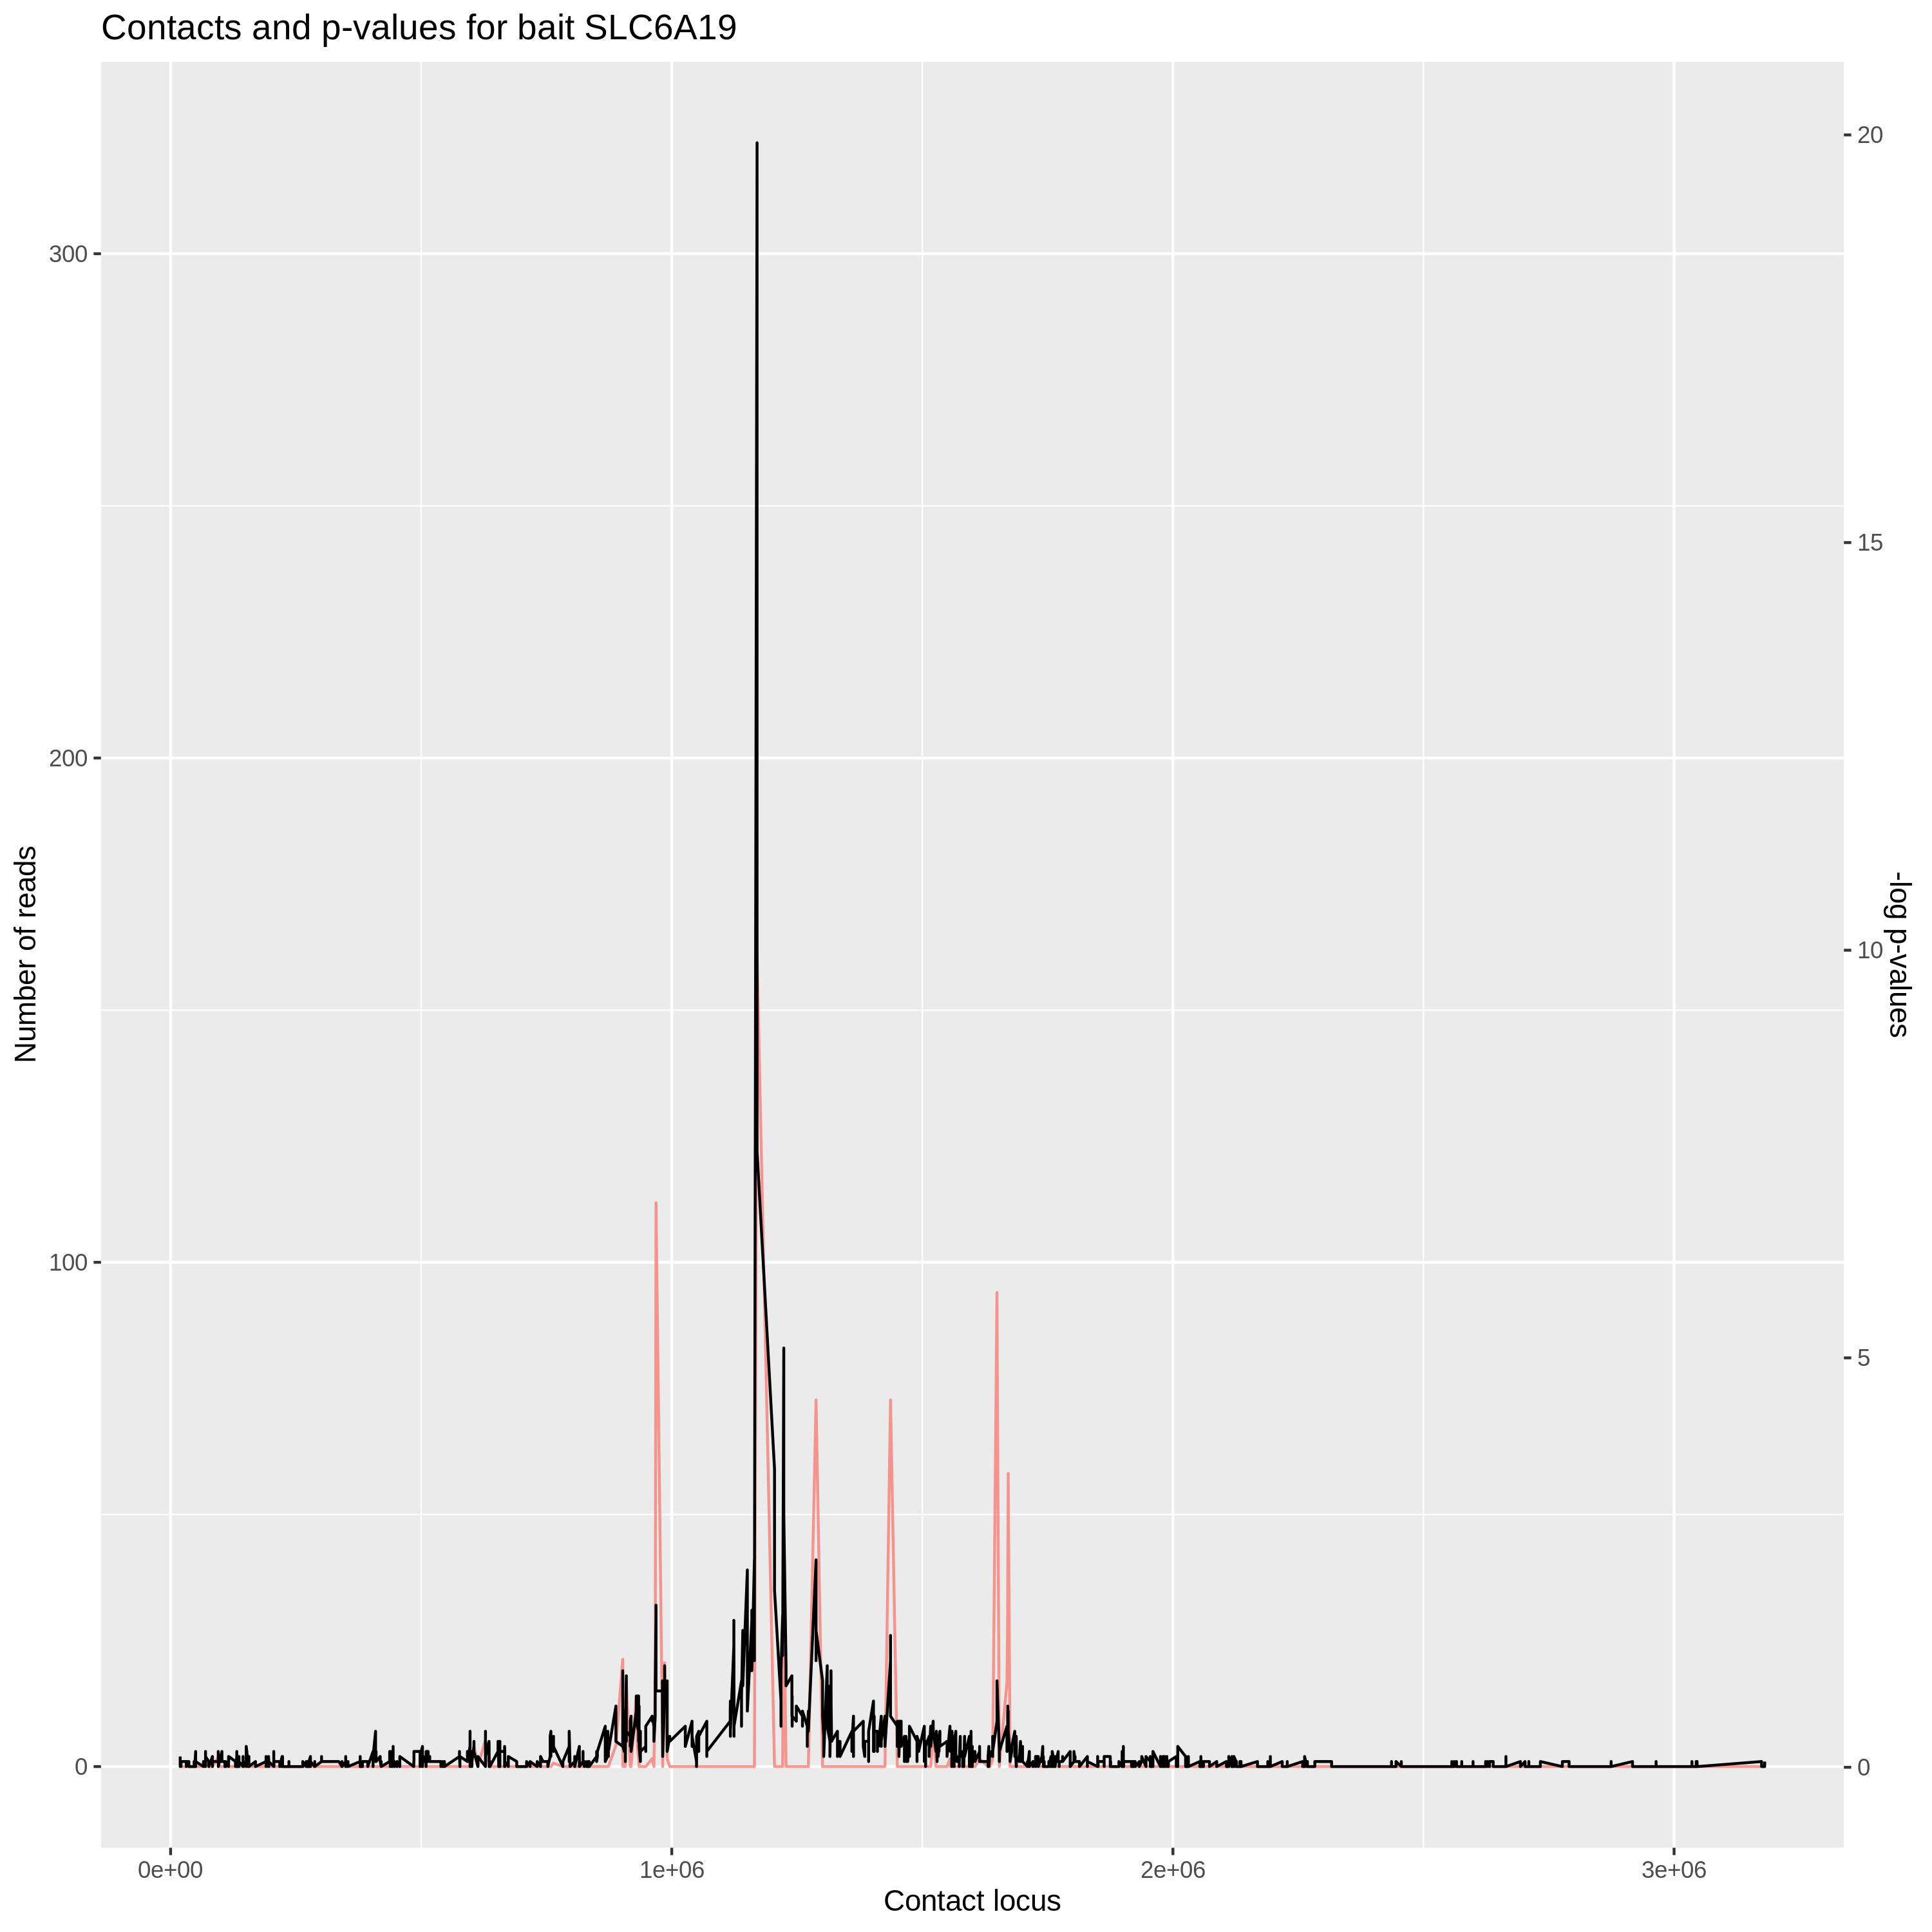 Contacts and p-values for bait SLC6A19
300
200
100
0
Number of reads
20
15
10
5
0
-log p-values
0e+00
1e+06
2e+06
3e+06
Contact locus